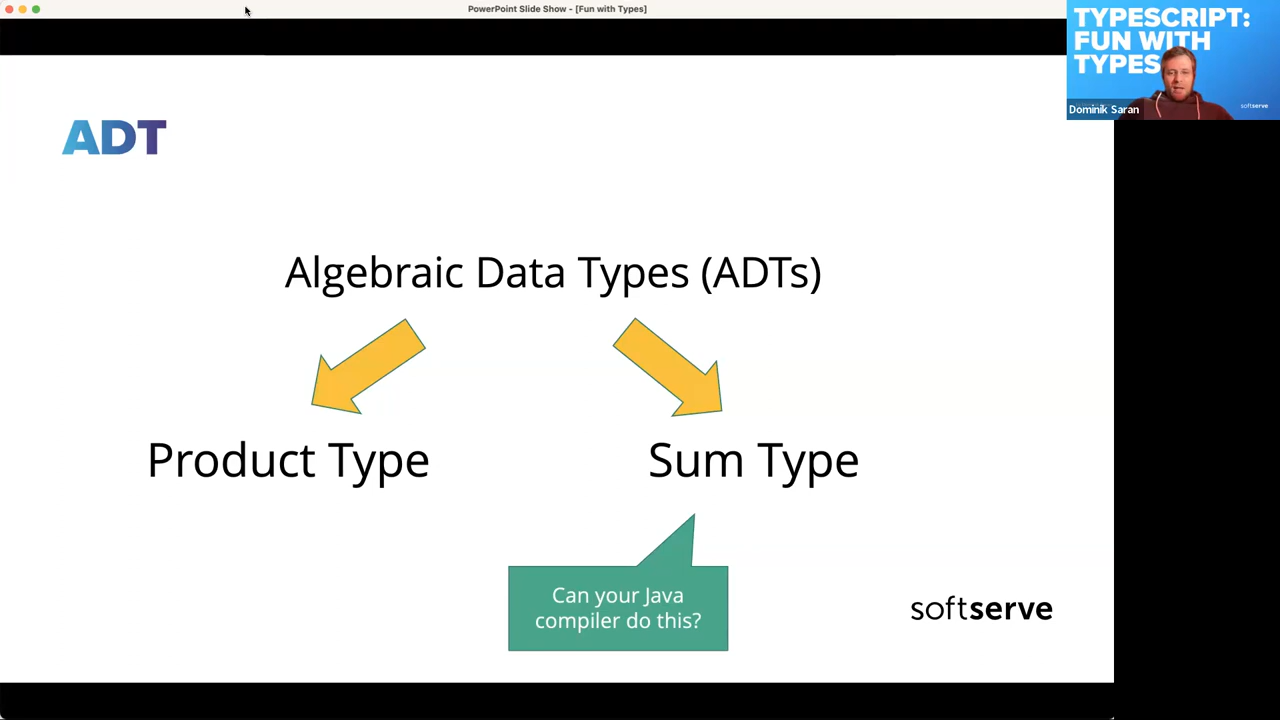 PowerPoint Slide Show - [Fun with Types]
TYPESCRIPT:
FUN WITH
TYPES
Dominik Saran
softserve
ADT
Algebraic Data Types (ADTs)
Product Type
Sum Type
Can your Java
compiler do this?
softserve